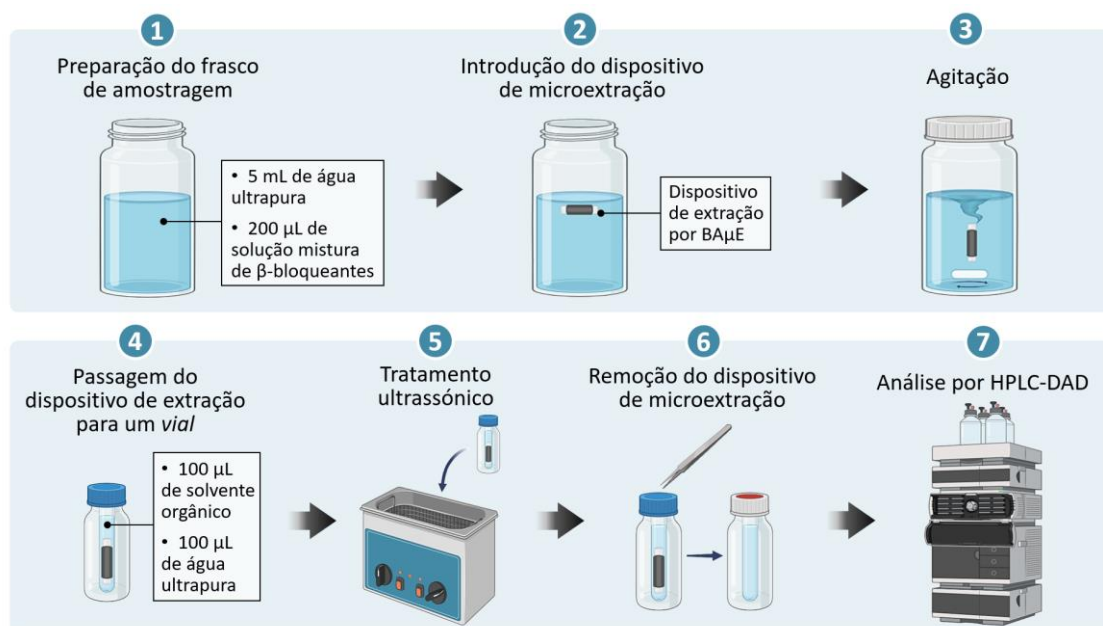 1
Preparação do frasco
de amostragem
• 5 mL de água
ultrapura
• 200 µL de
solução mistura
de β-bloqueantes
2
Introdução do dispositivo
de microextração
Dispositivo
de extração
por BAµE
3
Agitação
4
Passagem do
dispositivo de extração
para um vial
• 100 µL
de solvente
orgânico
• 100 µL
de água
ultrapura
5
Tratamento
ultrassónico
6
Remoção do dispositivo
de microextração
7
Análise por HPLC-DAD